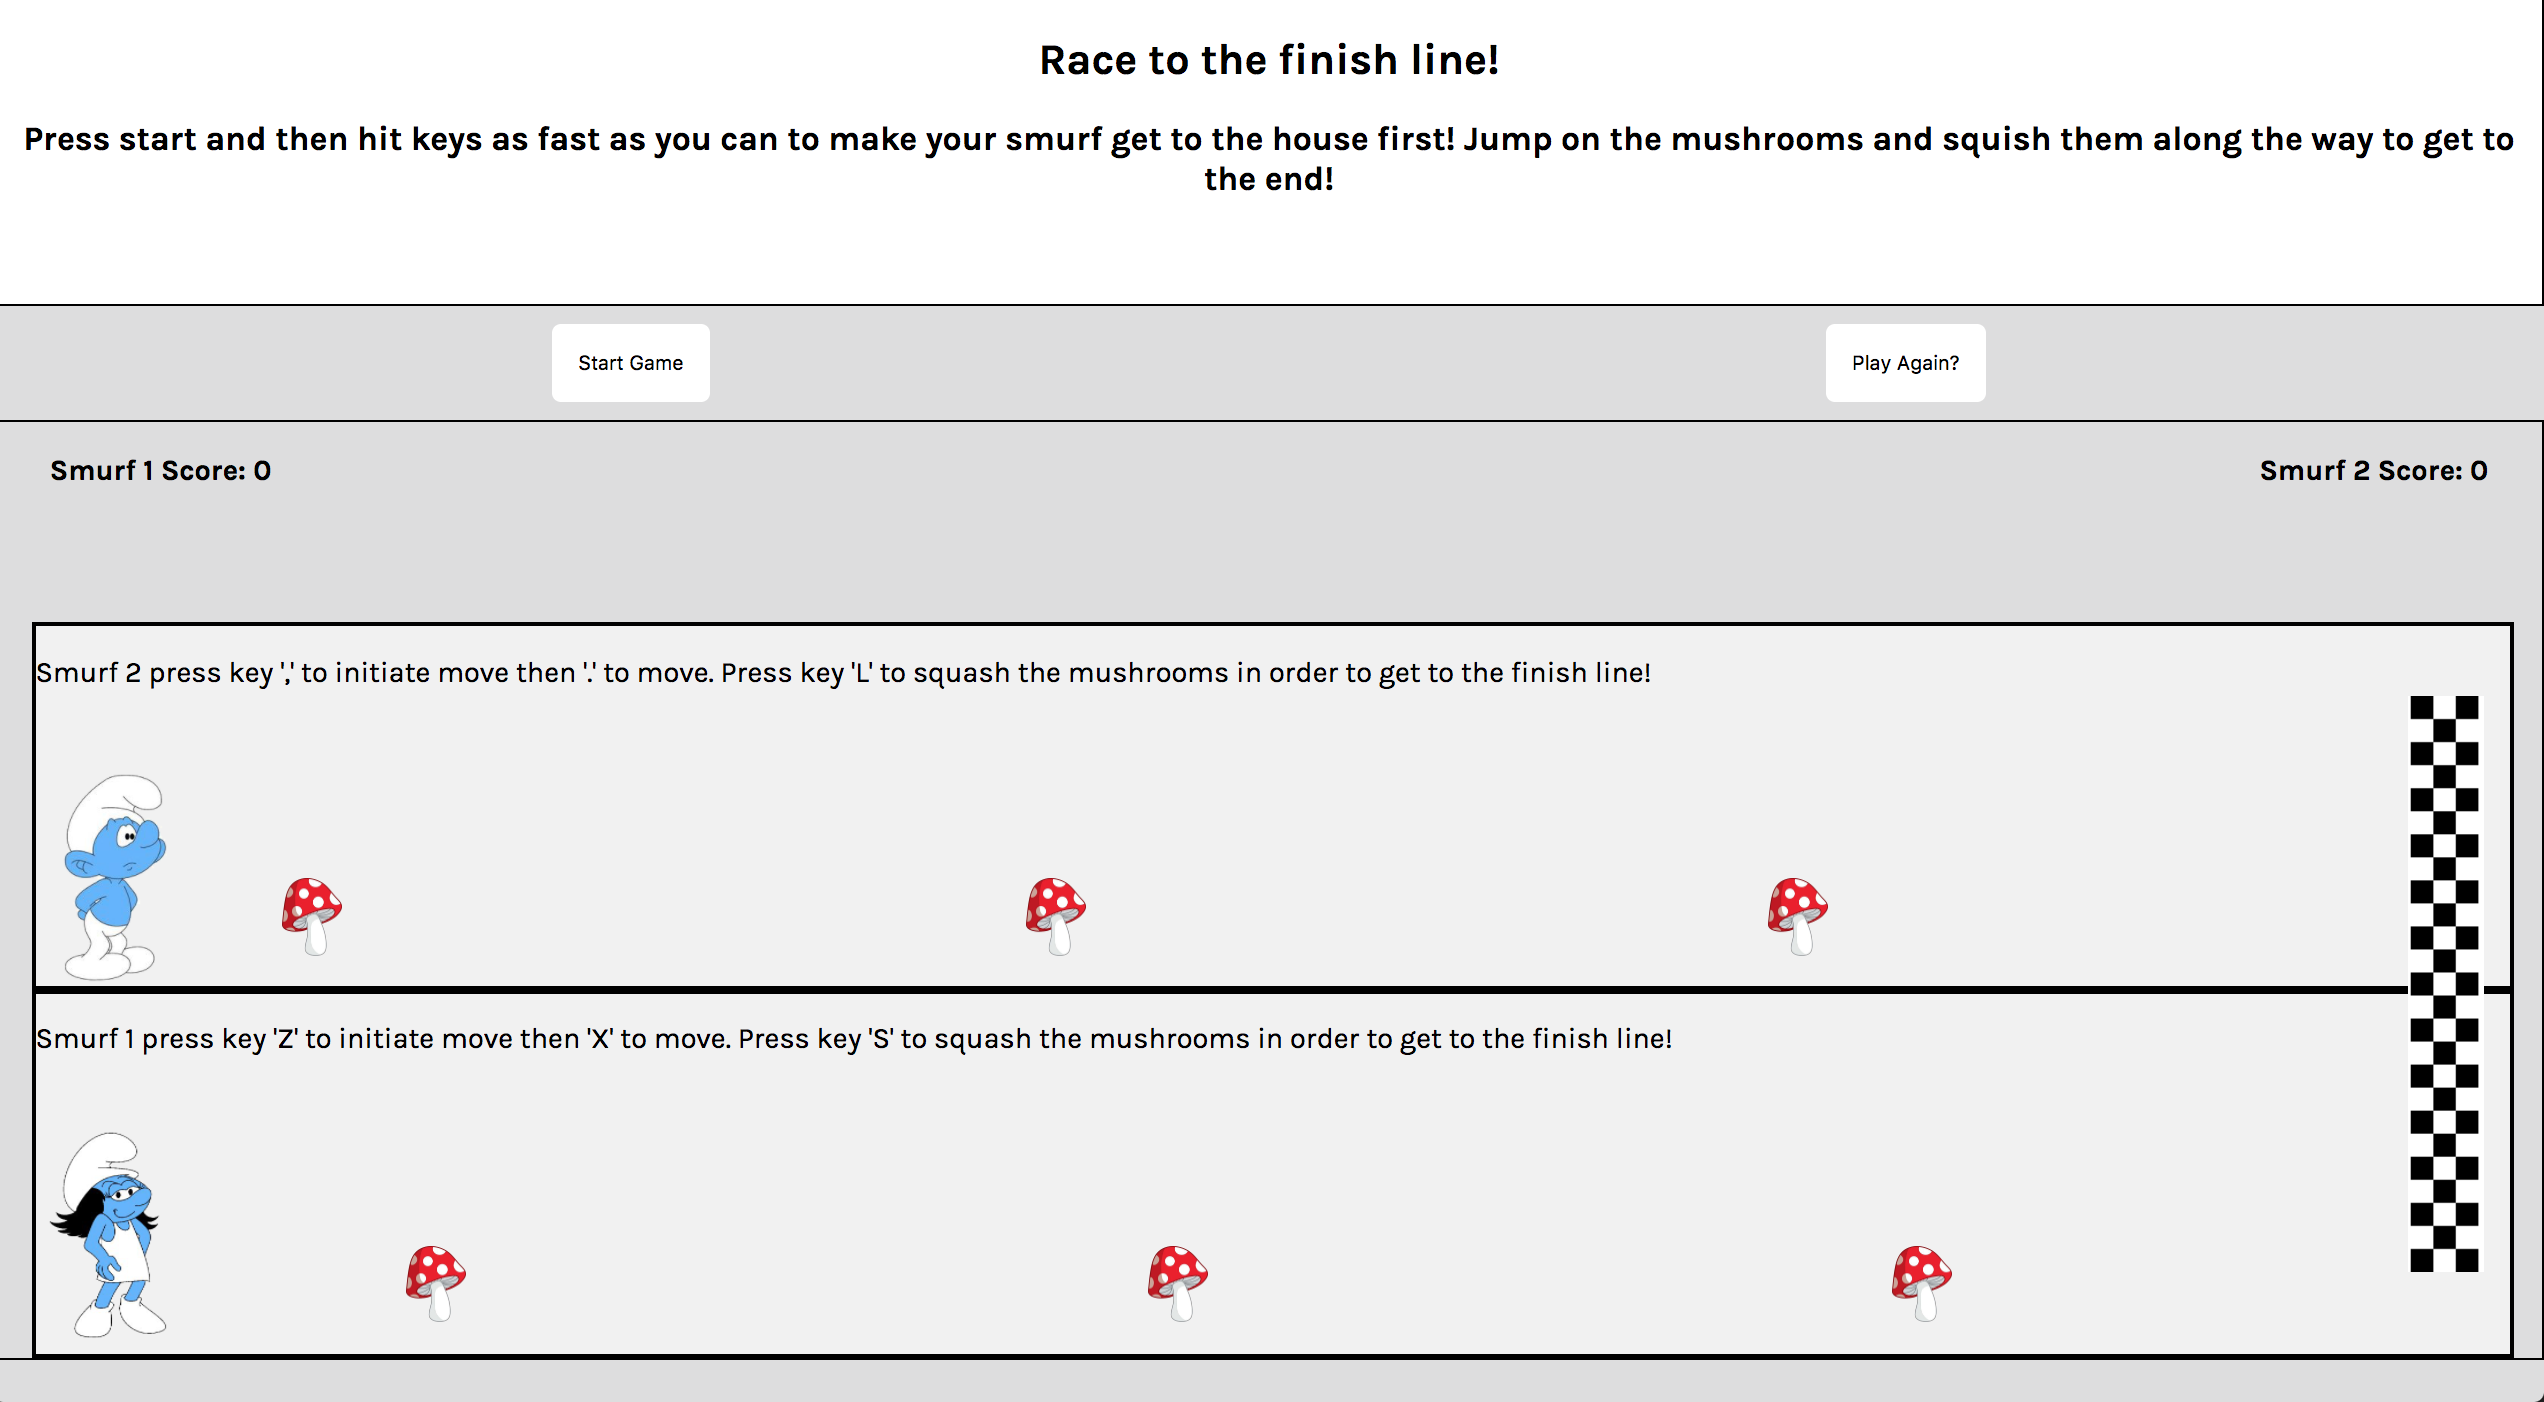 Race to the finish line!
Press start and then hit keys as fast as you can to make your smurf get to the house first! Jump on the mushrooms and squish them along the way to get to
the end!
Start Game
Play Again?
Smurf 1 Score: 0
Smurf 2 Score: 0
Smurf 2 press key ',' to initiate move then '.' to move. Press key 'L' to squash the mushrooms in order to get to the finish line!
Smurf 1 press key 'Z' to initiate move then 'X' to move. Press key 'S' to squash the mushrooms in order to get to the finish line!